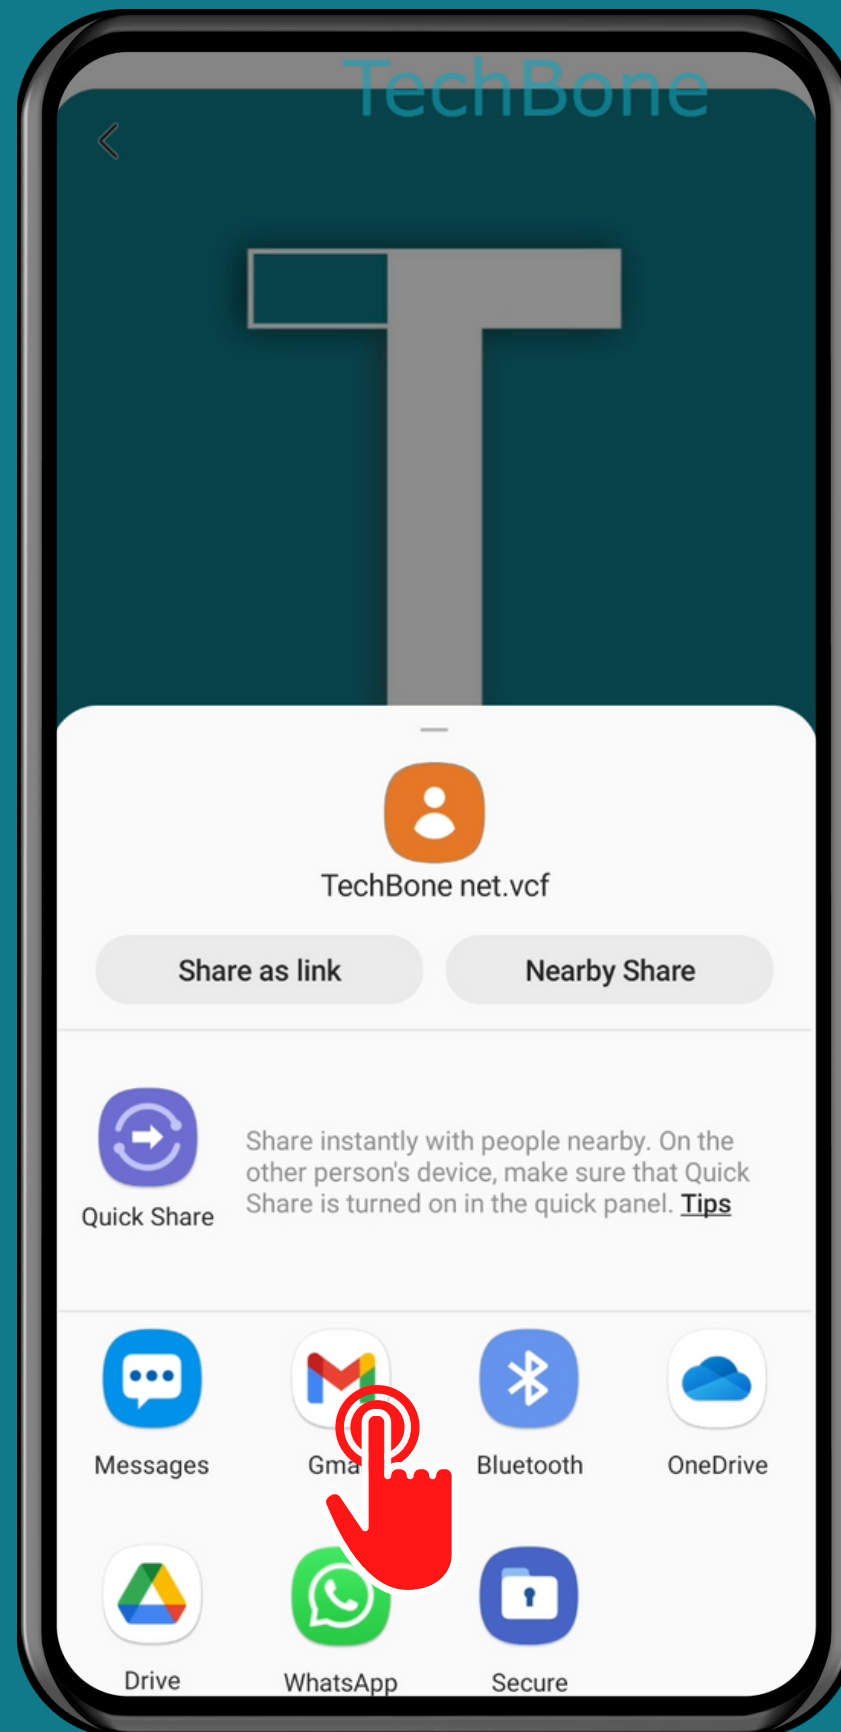 TechBone
T
TechBone net.vcf
Share as link
Nearby Share
Share instantly with people nearby. On the
other person's device, make sure that Quick
Share is turned on in the quick panel. Tips
Quick Share
Messages
Gma
Bluetooth
OneDrive
Drive
WhatsApp
Secure